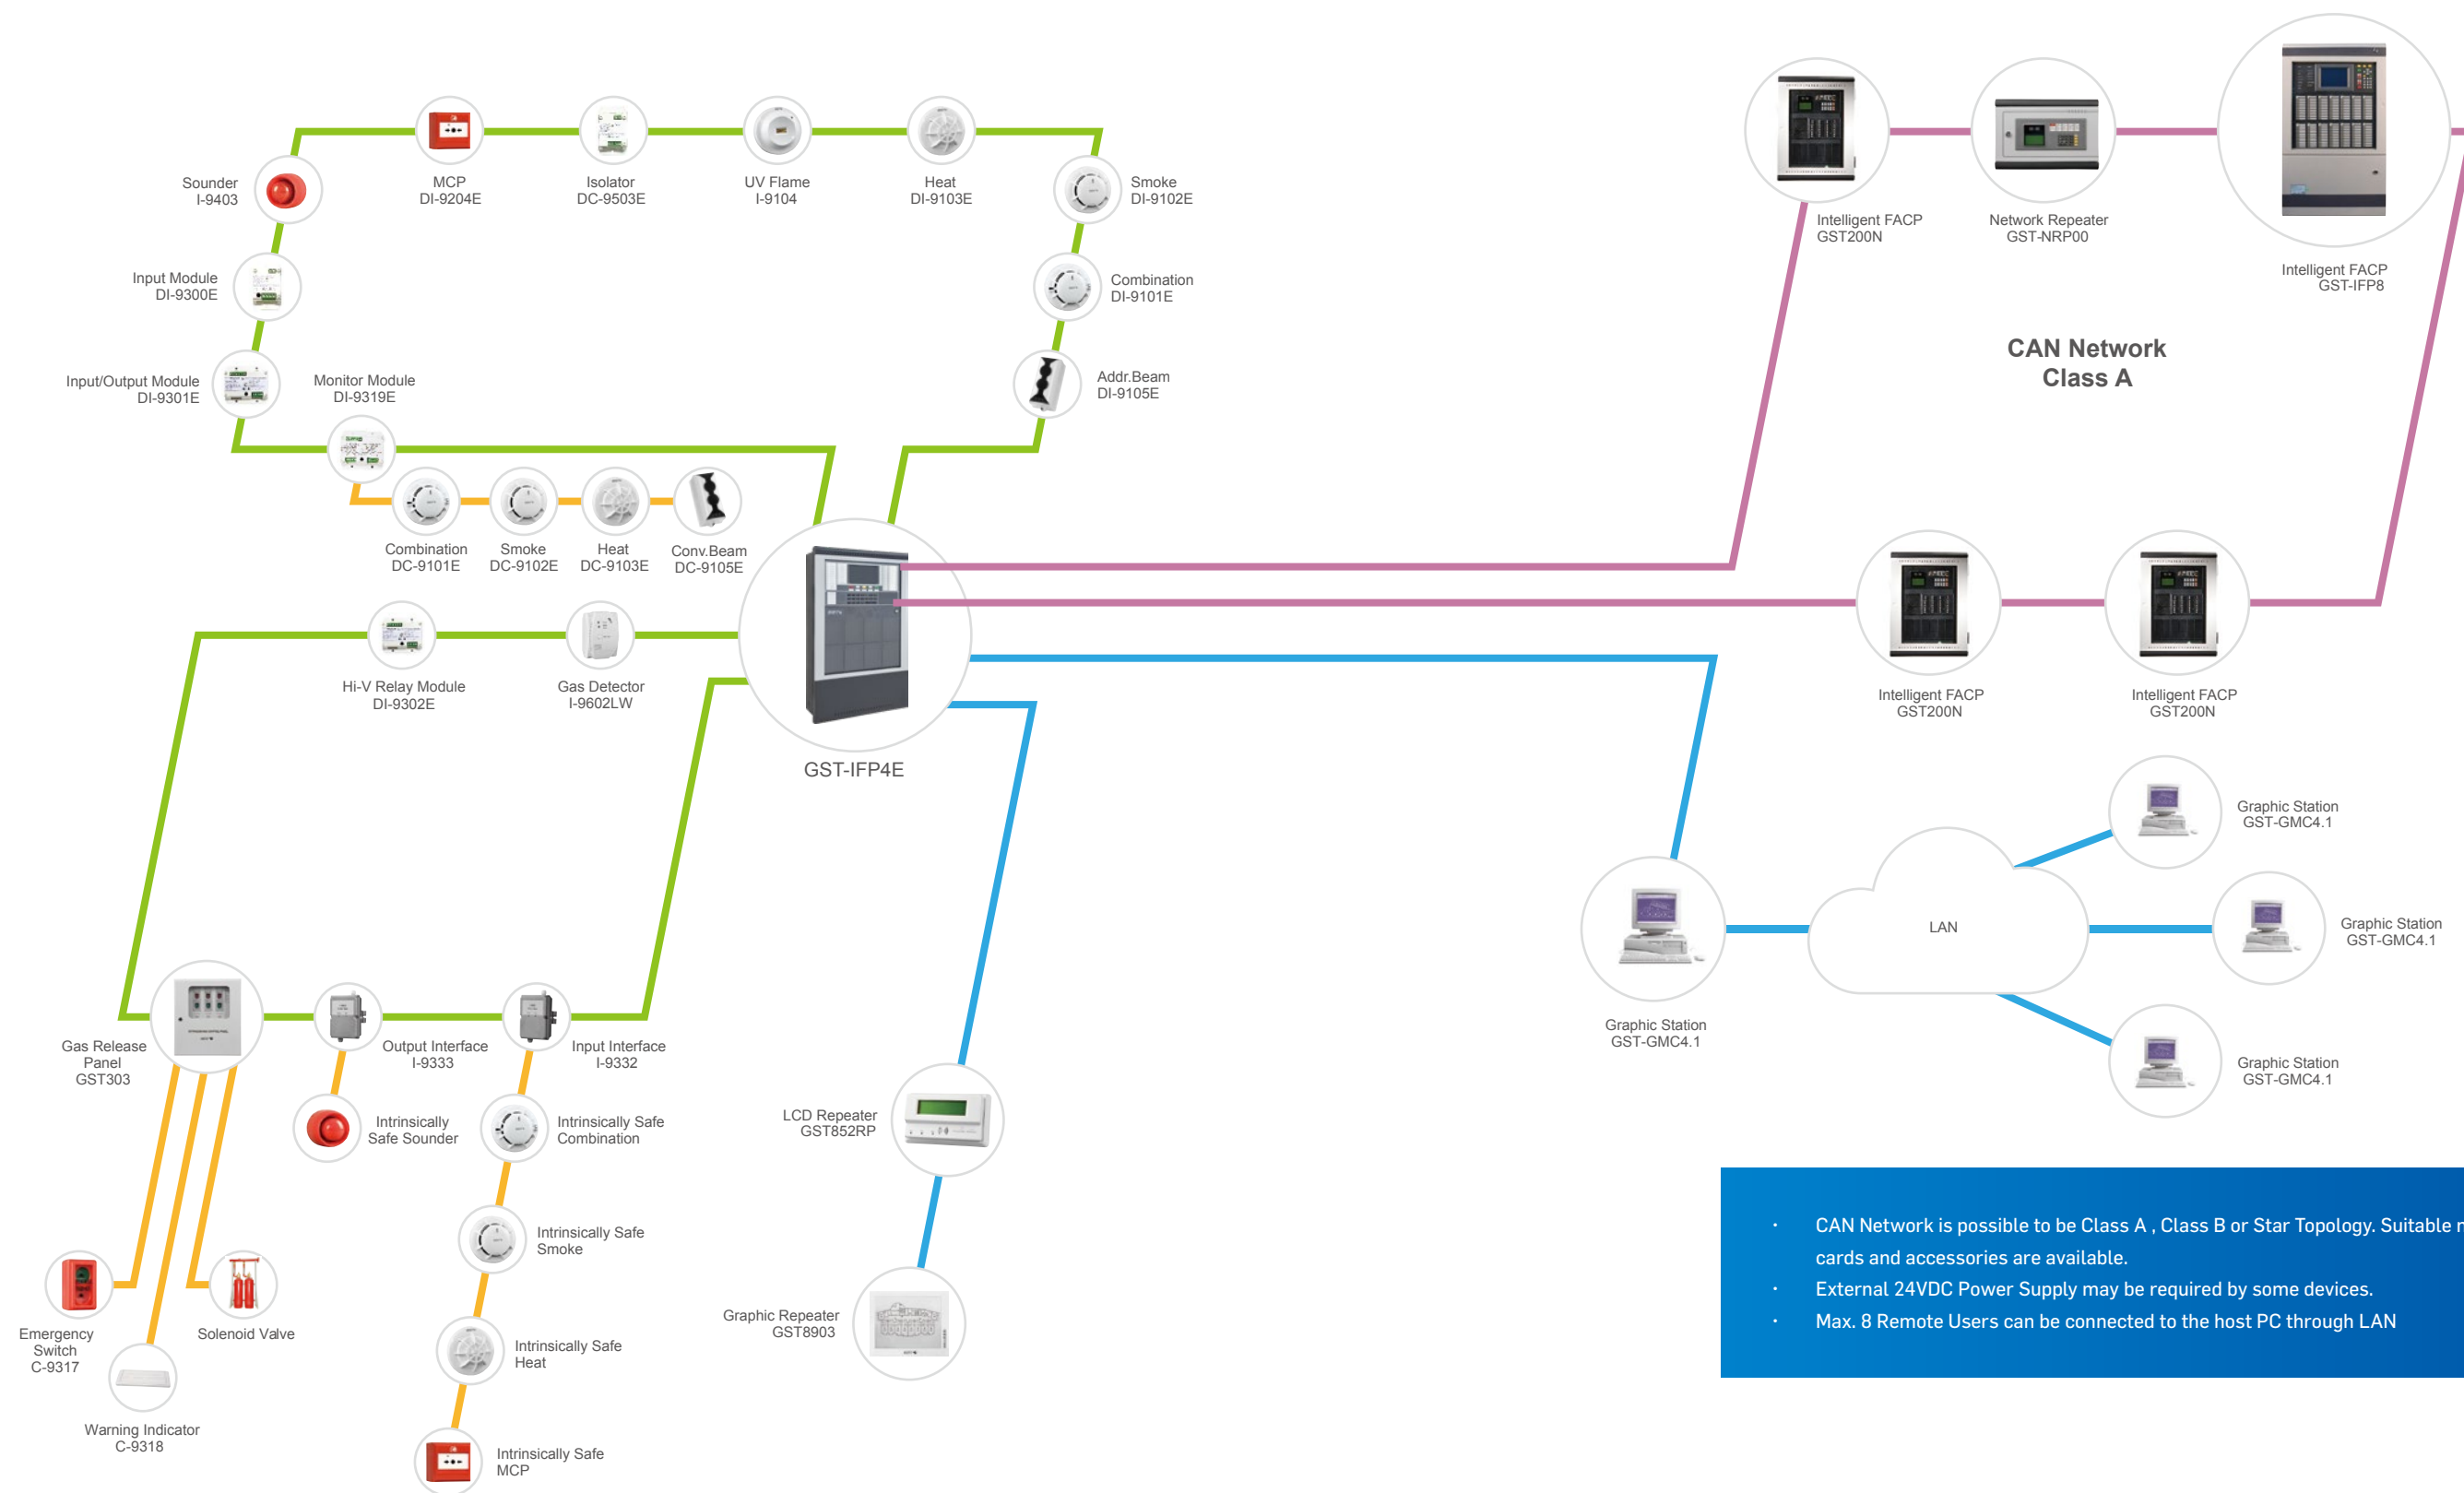 Sounder
I-9403
MCP
DI-9204E
Isolator
DC-9503E
UV Flame
I-9104
Heat
DI-9103E
Smoke
DI-9102E
Input Module
DI-9300E
Combination
DI-9101E
Input/Output Module
DI-9301E
Monitor Module
DI-9319E
Addr.Beam
DI-9105E
Combination
DC-9101E
Smoke
DC-9102E
Heat
DC-9103E
Conv.Beam
DC-9105E
Hi-V Relay Module
DI-9302E
Gas Detector
I-9602LW
GST-IFP4E
Gas Release
Panel
GST303
Output Interface
I-9333
Input Interface
I-9332
Intrinsically
Safe Sounder
Intrinsically Safe
Combination
Intrinsically Safe
Smoke
Intrinsically Safe
Heat
Intrinsically Safe
MCP
Emergency
Switch
C-9317
Solenoid Valve
Warning Indicator
C-9318
LCD Repeater
GST852RP
Graphic Repeater
GST8903
Intelligent FACP
GST200N
Network Repeater
GST-NRP00
Intelligent FACP
GST-IFP8
CAN Network
Class A
Intelligent FACP
GST200N
Intelligent FACP
GST200N
Graphic Station
GST-GMC4.1
LAN
Graphic Station
GST-GMC4.1
Graphic Station
GST-GMC4.1
Graphic Station
GST-GMC4.1
· CAN Network is possible to be Class A , Class B or Star Topology. Suitable
cards and accessories are available.
· External 24VDC Power Supply may be required by some devices.
· Max. 8 Remote Users can be connected to the host PC through LAN